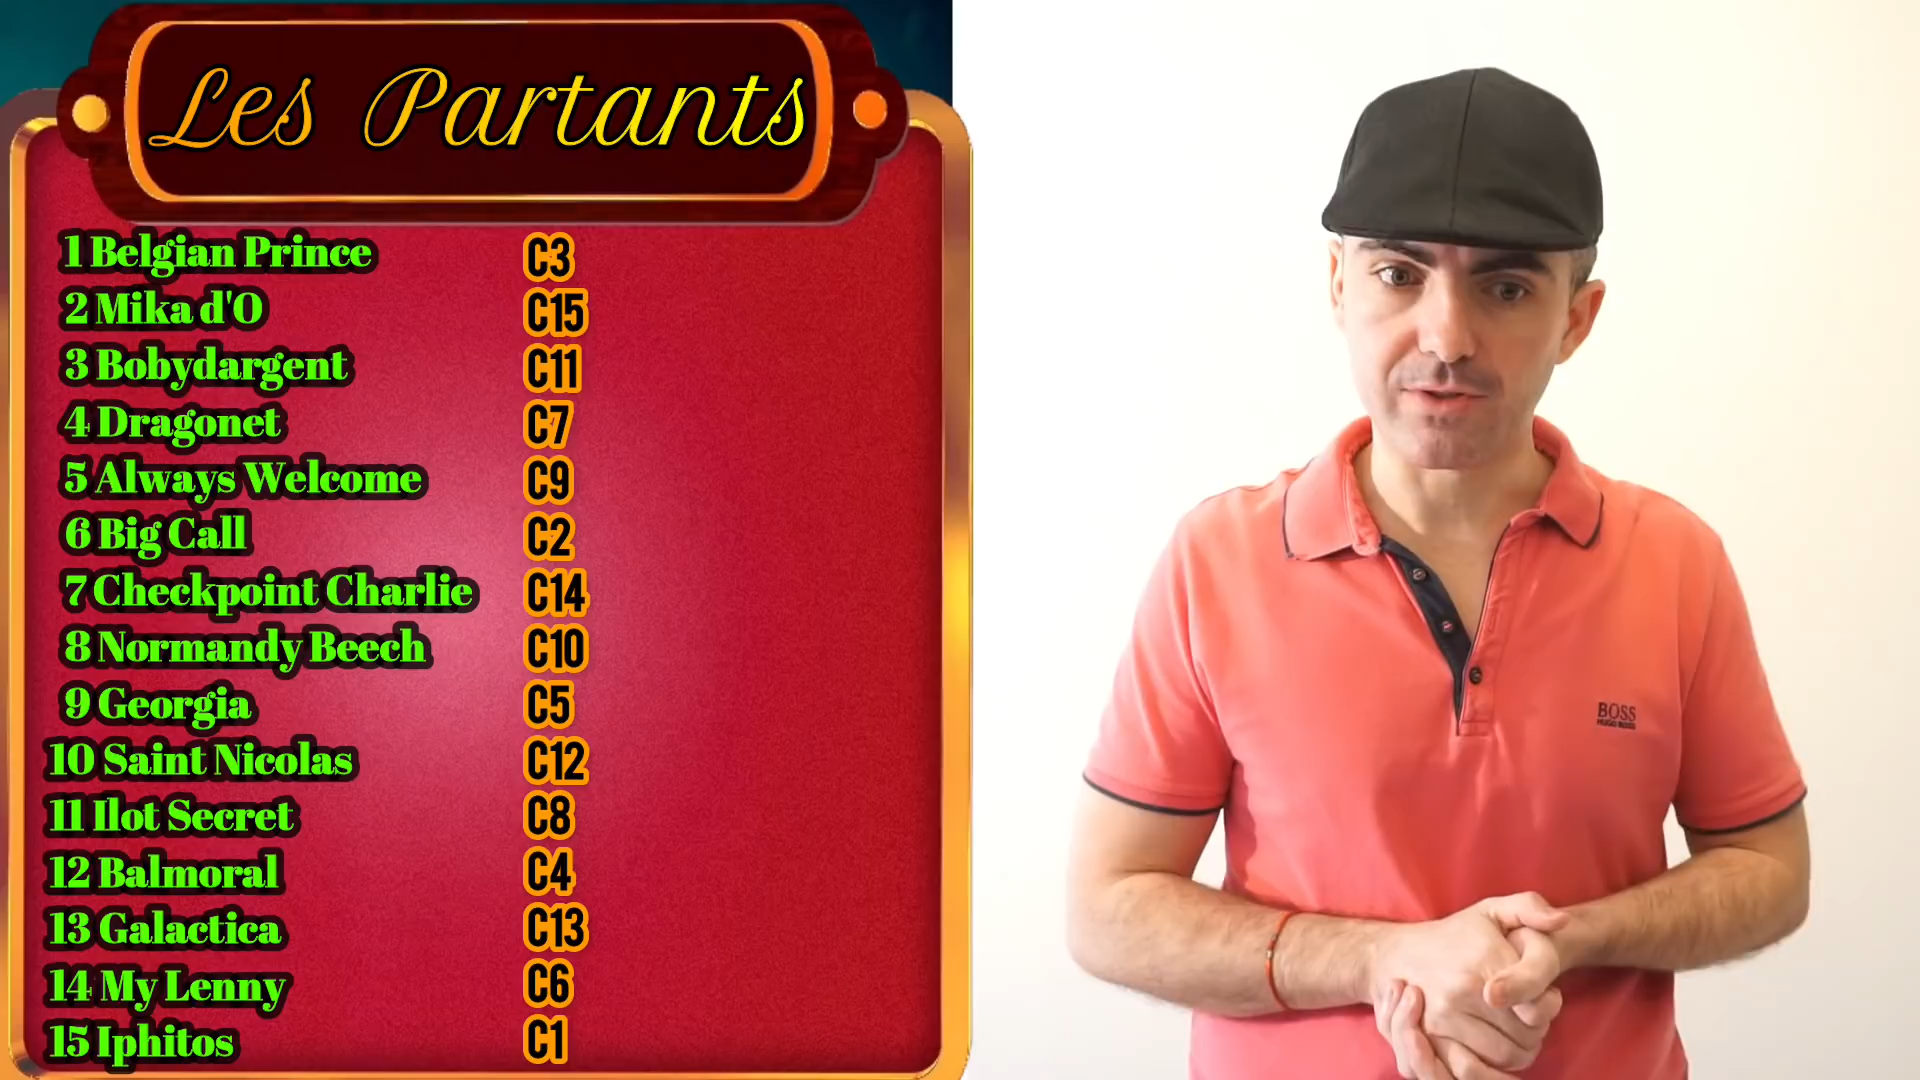 Les Partants
1 Belgian Prince C3
2 Mika d'O C15
3 Bobydargent C11
4 Dragonet C7
5 Always Welcome C9
6 Big Call C2
7 Checkpoint Charlie C14
8 Normandy Beech C10
9 Georgia C5
10 Saint Nicolas C12
11 Ilot Secret C8
12 Balmoral C4
13 Galactica C13
14 My Lenny C6
15 Iphitos C1
BOSS
HUGO BOSS